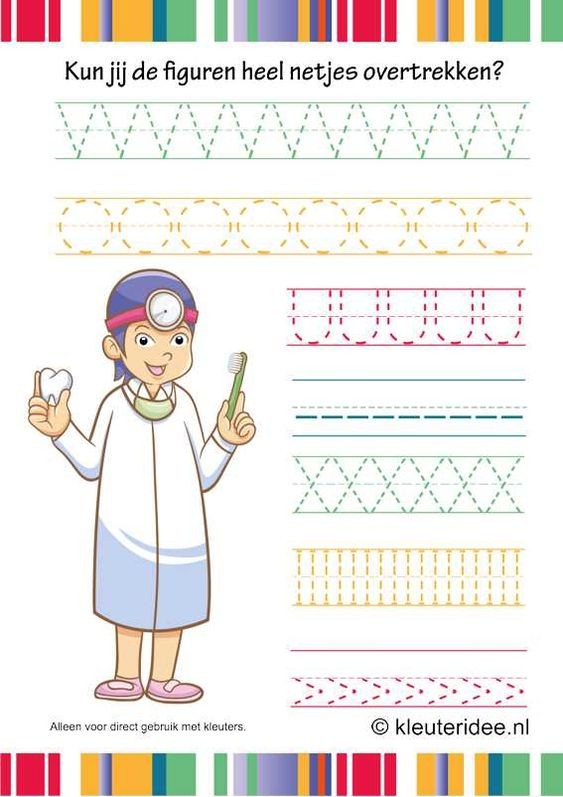 Kun jij de figuren heel netjes overtrekken?
Alleen voor direct gebruik met kleuters.
© kleuteridee.nl